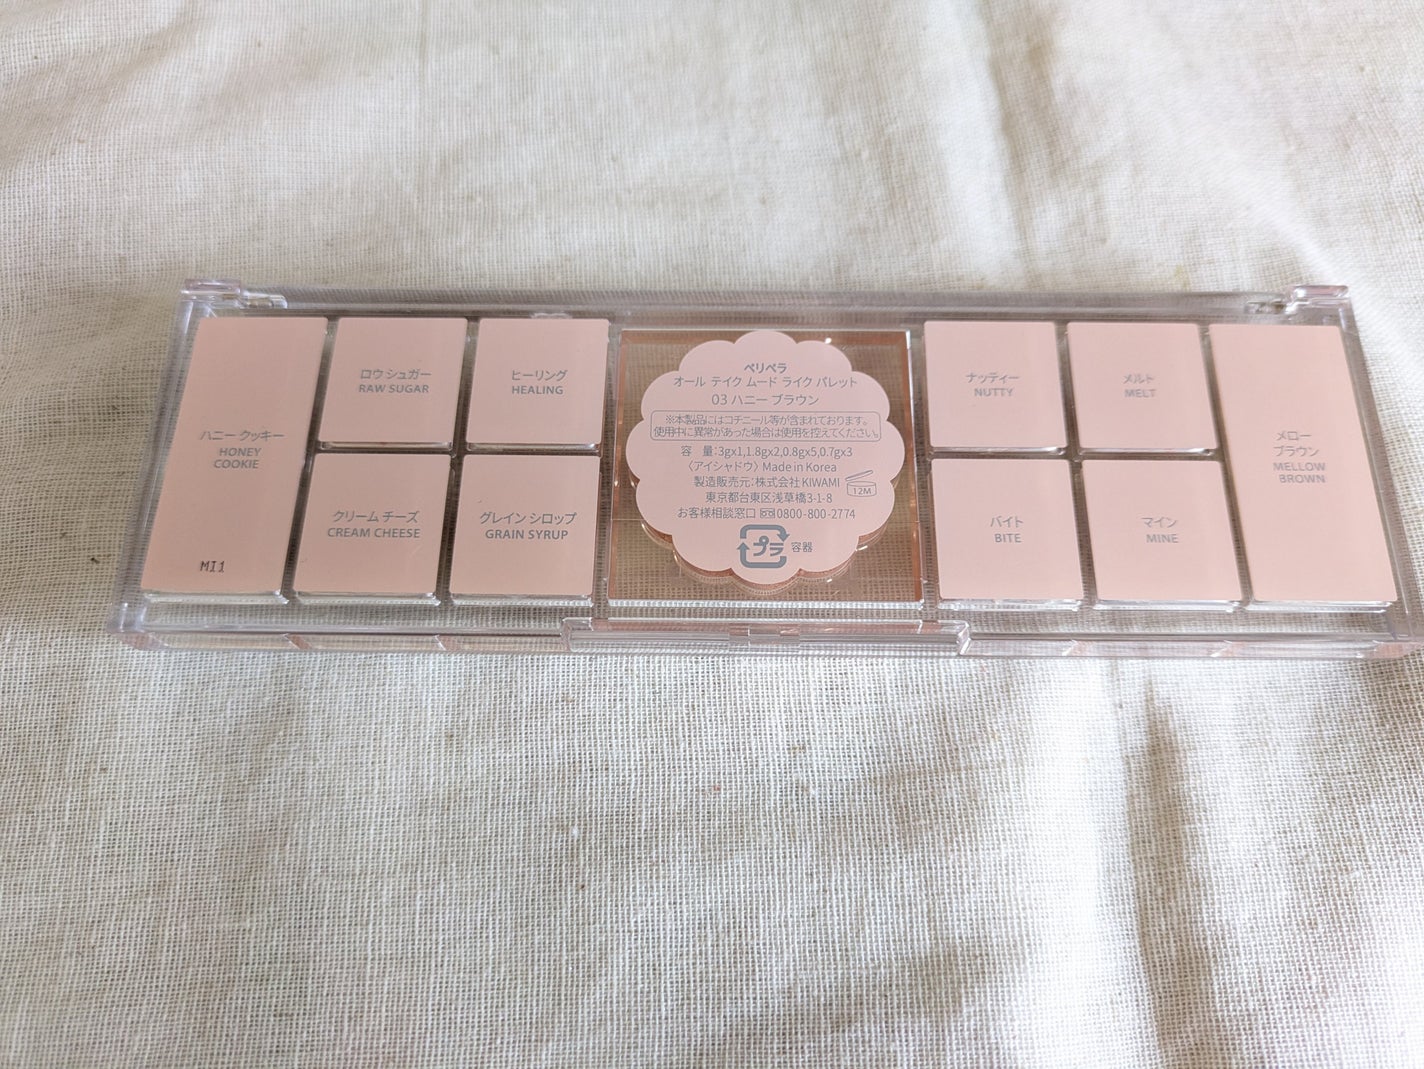 ハニー クッキー
HONEY
COOKIE
MI1
ロウ シュガー
RAW SUGAR
ヒーリング
HEALING
クリーム チーズ
CREAM CHEESE
グレイン シロップ
GRAIN SYRUP
ペリペラ
オール テイク ムード ライク パレット
03 ハニー ブラウン
※本製品にはコチニール等が含まれております。
使用中に異常があった場合は使用を控えてください。
容　量:3gx1,1.8gx2,0.8gx5,0.7gx3
〈アイシャドウ〉Made in Korea
製造販売元:株式会社 KIWAMI
12M
東京都台東区浅草橋3-1-8
お客様相談窓口 0800-800-2774
プラ 容器
ナッティー
NUTTY
メルト
MELT
バイト
BITE
マイン
MINE
メロー
ブラウン
MELLOW
BROWN